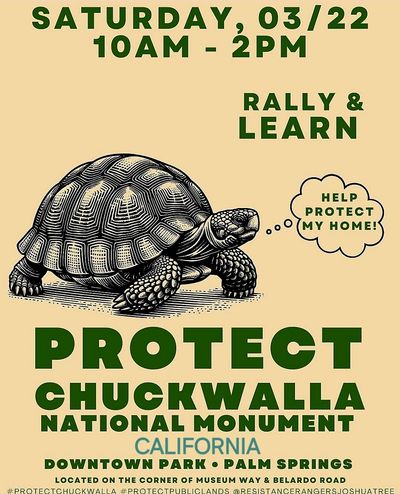 SATURDAY, 03/22
10AM - 2PM
RALLY &
LEARN
HELP
PROTECT
MY HOME!
PROTECT
CHUCKWALLA
NATIONAL MONUMENT
CALIFORNIA
DOWNTOWN PARK • PALM SPRINGS
LOCATED ON THE CORNER OF MUSEUM WAY & BELARDO ROAD
#PROTECTCHUCKWALLA #PROTECTPUBLICLANDS @RESISTANCERANGERSJOSHUATREE